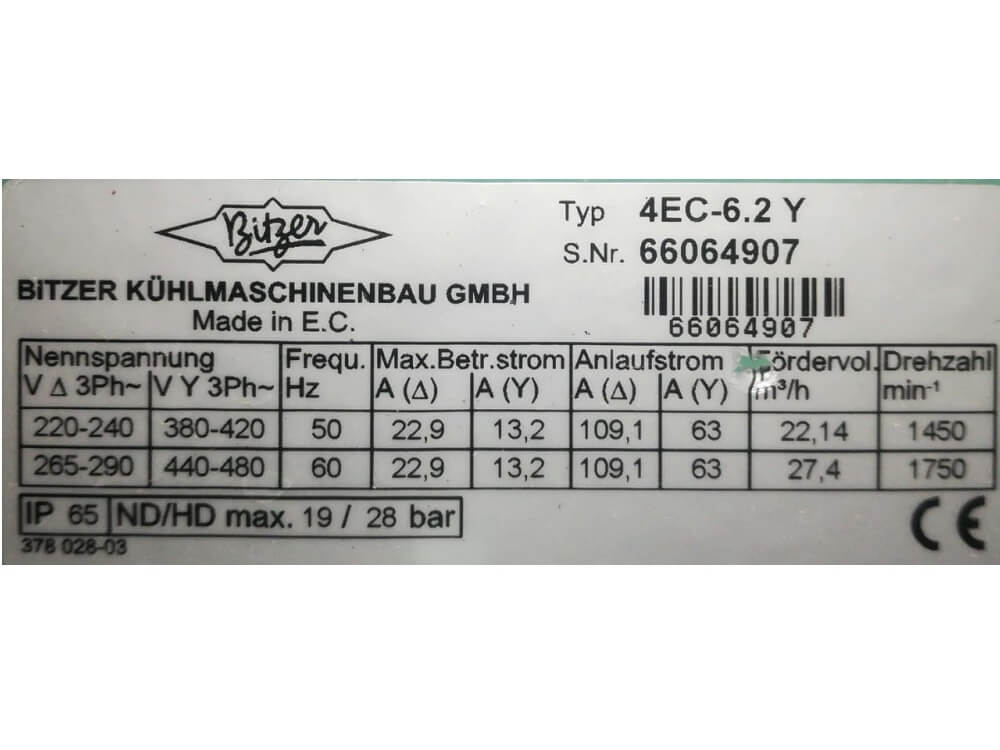 Bitzer
Typ 4EC-6.2 Y
S.Nr. 66064907
BITZER KÜHLMASCHINENBAU GMBH
Made in E.C.
66064907
Nennspannung Frequ. Max.Betr.strom Anlaufstrom Fördervol. Drehzahl
V Δ 3Ph~ V Y 3Ph~ Hz A (Δ) A (Y) A (Δ) A (Y) m³/h min⁻¹
220-240 380-420 50 22,9 13,2 109,1 63 22,14 1450
265-290 440-480 60 22,9 13,2 109,1 63 27,4 1750
IP 65 ND/HD max. 19 / 28 bar
378 028-03
CE